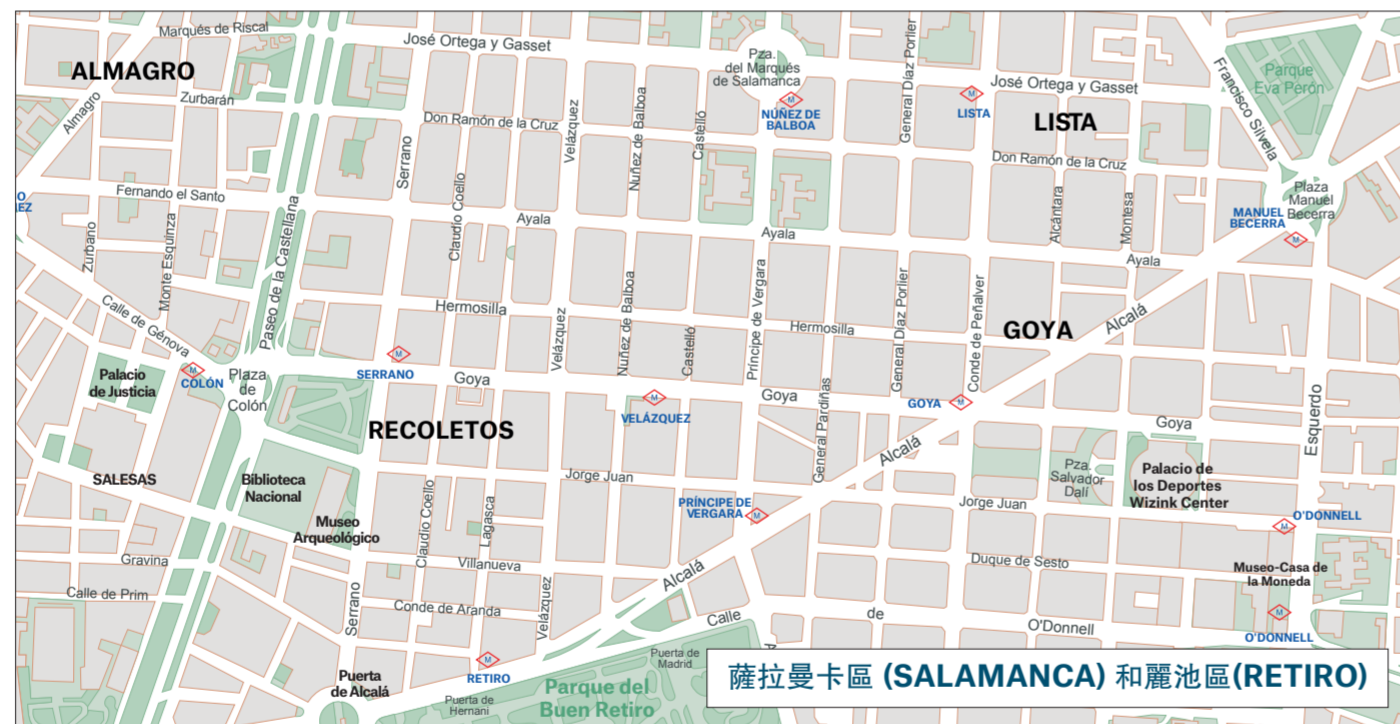 Marqués de Riscal
José Ortega y Gasset
General Díaz Porlier
Pza.
del Marqués
de Salamanca
ALMAGRO
Almagro
Zurbarán
José Ortega y Gasset
Francisco Silvela
Parque
Eva Perón
NÚÑEZ DE
BALBOA
LISTA
LISTA
Don Ramón de la Cruz
Velázquez
Núñez de Balboa
Castelló
Serrano
Don Ramón de la Cruz
Fernando el Santo
Claudio Coello
Ayala
Ayala
Alcántara
Montesa
Plaza
Manuel
Becerra
MANUEL
BECERRA
Ayala
Zurbano
Monte Esquinza
Paseo de la Castellana
Calle de Génova
Hermosilla
Velázquez
Núñez de Balboa
Castelló
Príncipe de Vergara
Hermosilla
General Díaz Porlier
Conde de Peñalver
GOYA
Alcalá
Palacio
de Justicia
COLÓN
Plaza
de
Colón
SERRANO
Goya
VELÁZQUEZ
Goya
General Pardiñas
GOYA
Goya
Esquerdo
RECOLETOS
Alcalá
SALESAS
Biblioteca
Nacional
Museo
Arqueológico
Claudio Coello
Lagasca
Jorge Juan
PRÍNCIPE DE
VERGARA
Pza.
Salvador
Dalí
Palacio de
los Deportes
Wizink Center
Jorge Juan
O'DONNELL
Gravina
Villanueva
Alcalá
Duque de Sesto
Museo-Casa de
la Moneda
Calle de Prim
Serrano
Conde de Aranda
Velázquez
Calle
de
O'Donnell
O'DONNELL
Puerta
de Alcalá
RETIRO
Puerta de
Hernani
Puerta de
Madrid
Parque del
Buen Retiro
薩拉曼卡區 (SALAMANCA) 和麗池區(RETIRO)